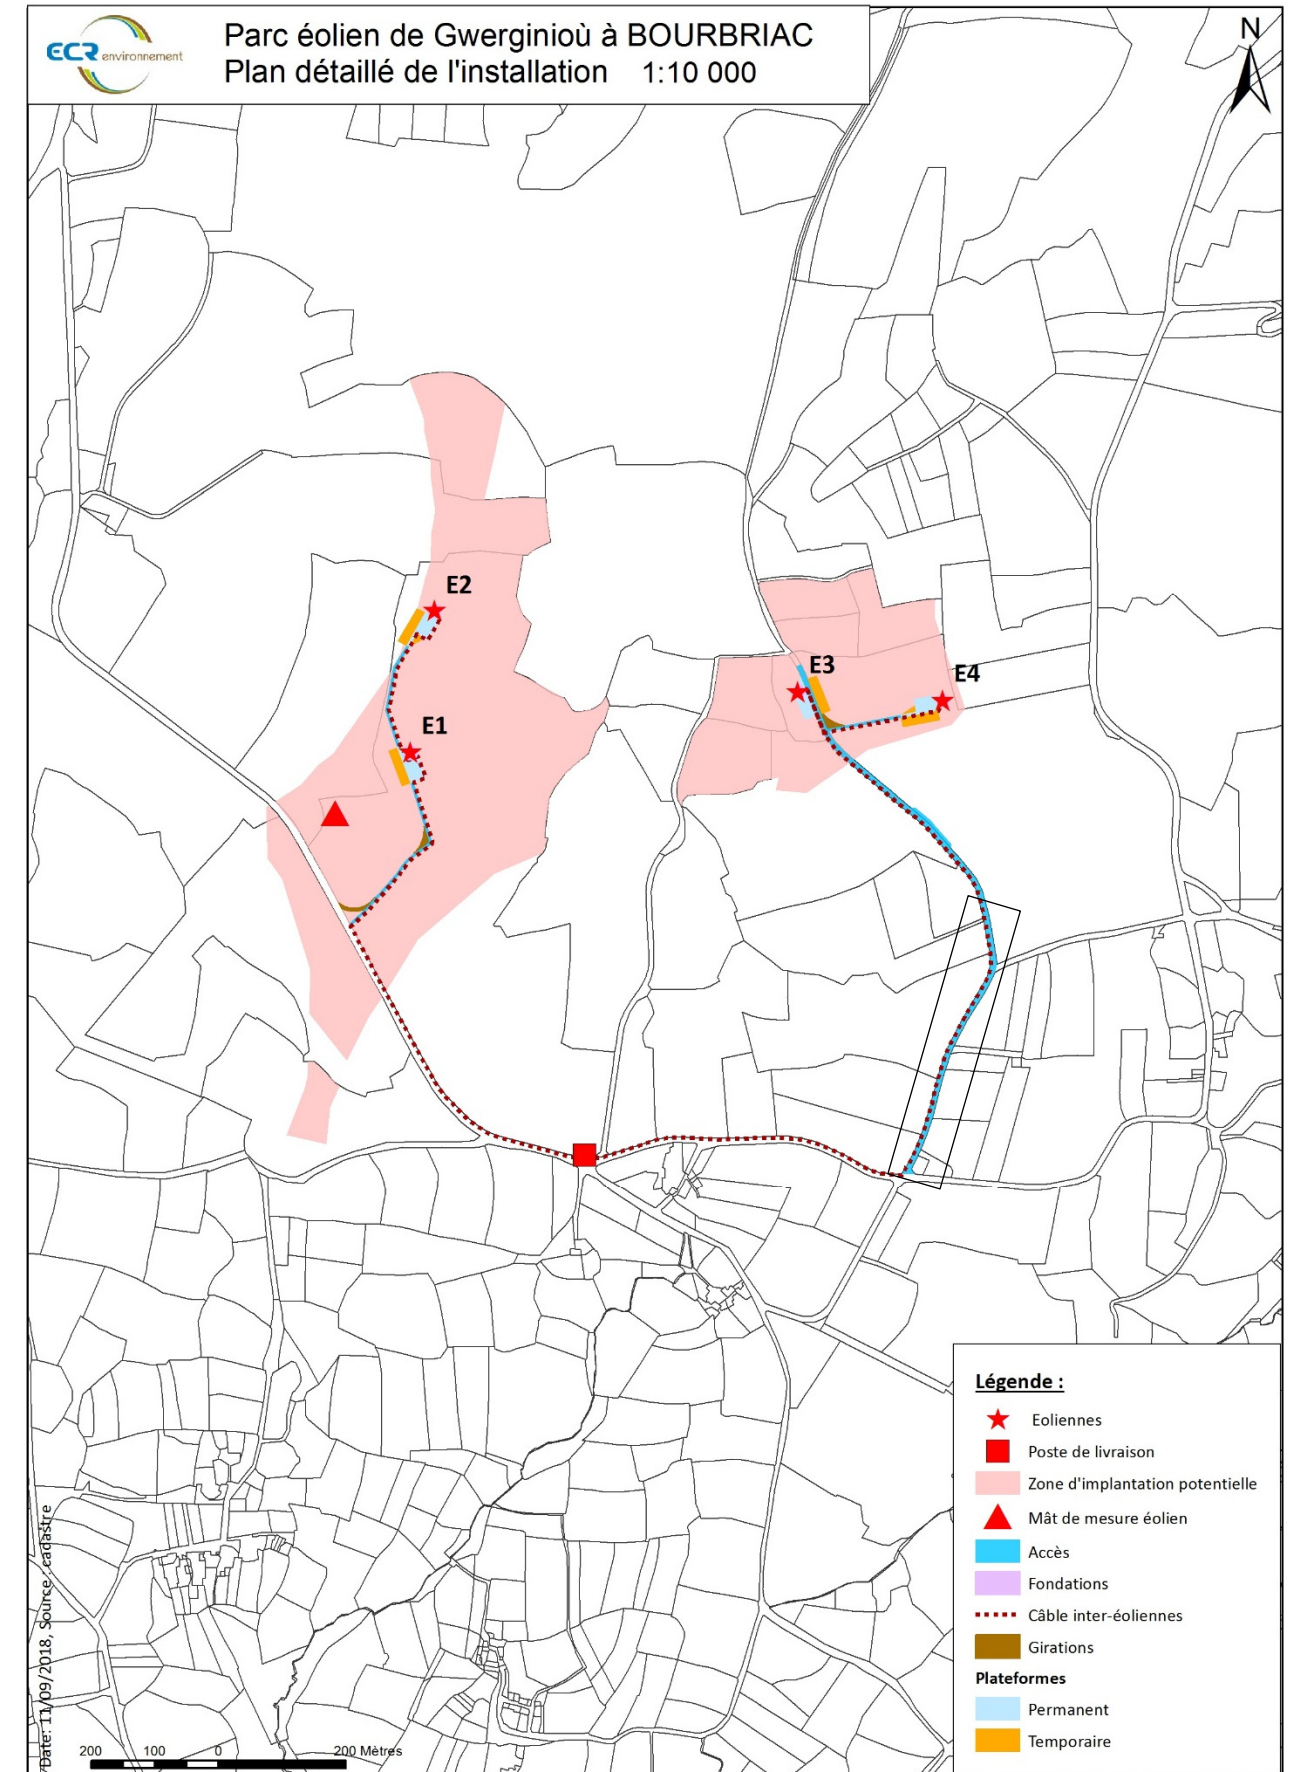 ECR environnement
Parc éolien de Gwerginioù à BOURBRIAC
Plan détaillé de l'installation 1:10 000
N
E2
E3
E4
E1
Légende :
Eoliennes
Poste de livraison
Zone d'implantation potentielle
Mât de mesure éolien
Accès
Fondations
Câble inter-éoliennes
Girations
Plateformes
Permanent
Temporaire
Date: 11/09/2018, Source : cadastre
200 100 0 200 Mètres